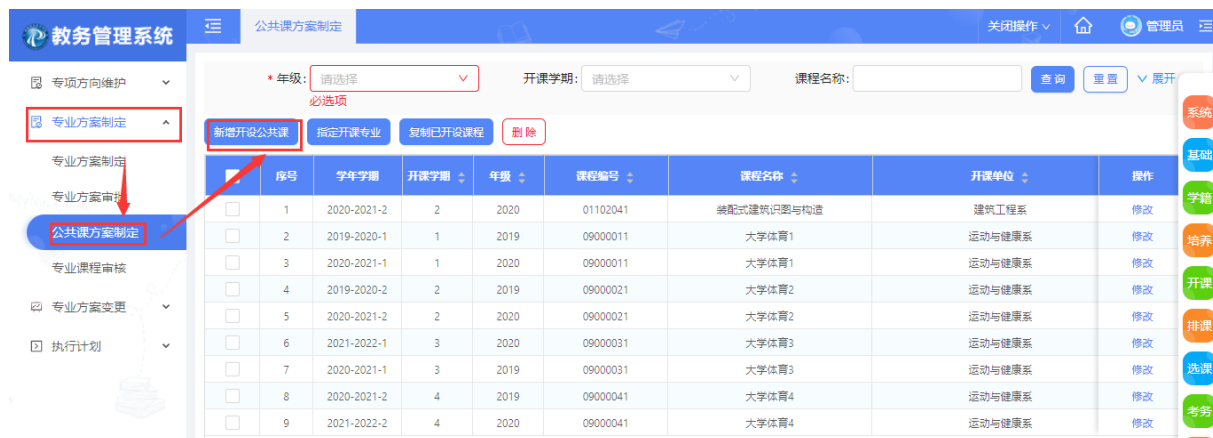 教务管理系统
公共课方案制定
关闭操作
管理员
专项方向维护
专业方案制定
专业方案制定
专业方案审批
公共课方案制定
专业课程审核
专业方案变更
执行计划
* 年级: 请选择 开课学期: 请选择 课程名称: 查询 重置 展开
必选项
新增开设公共课 指定开课专业 复制已开设课程 删除
序号 学年学期 开课学期 年级 课程编号 课程名称 开课单位 操作
1 2020-2021-2 2 2020 01102041 装配式建筑识图与构造 建筑工程系 修改
2 2019-2020-1 1 2019 09000011 大学体育1 运动与健康系 修改
3 2020-2021-1 1 2020 09000011 大学体育1 运动与健康系 修改
4 2019-2020-2 2 2019 09000021 大学体育2 运动与健康系 修改
5 2020-2021-2 2 2020 09000021 大学体育2 运动与健康系 修改
6 2021-2022-1 3 2020 09000031 大学体育3 运动与健康系 修改
7 2020-2021-1 3 2019 09000031 大学体育3 运动与健康系 修改
8 2020-2021-2 4 2019 09000041 大学体育4 运动与健康系 修改
9 2021-2022-2 4 2020 09000041 大学体育4 运动与健康系 修改
系统
基础
学籍
培养
开课
排课
选课
考务